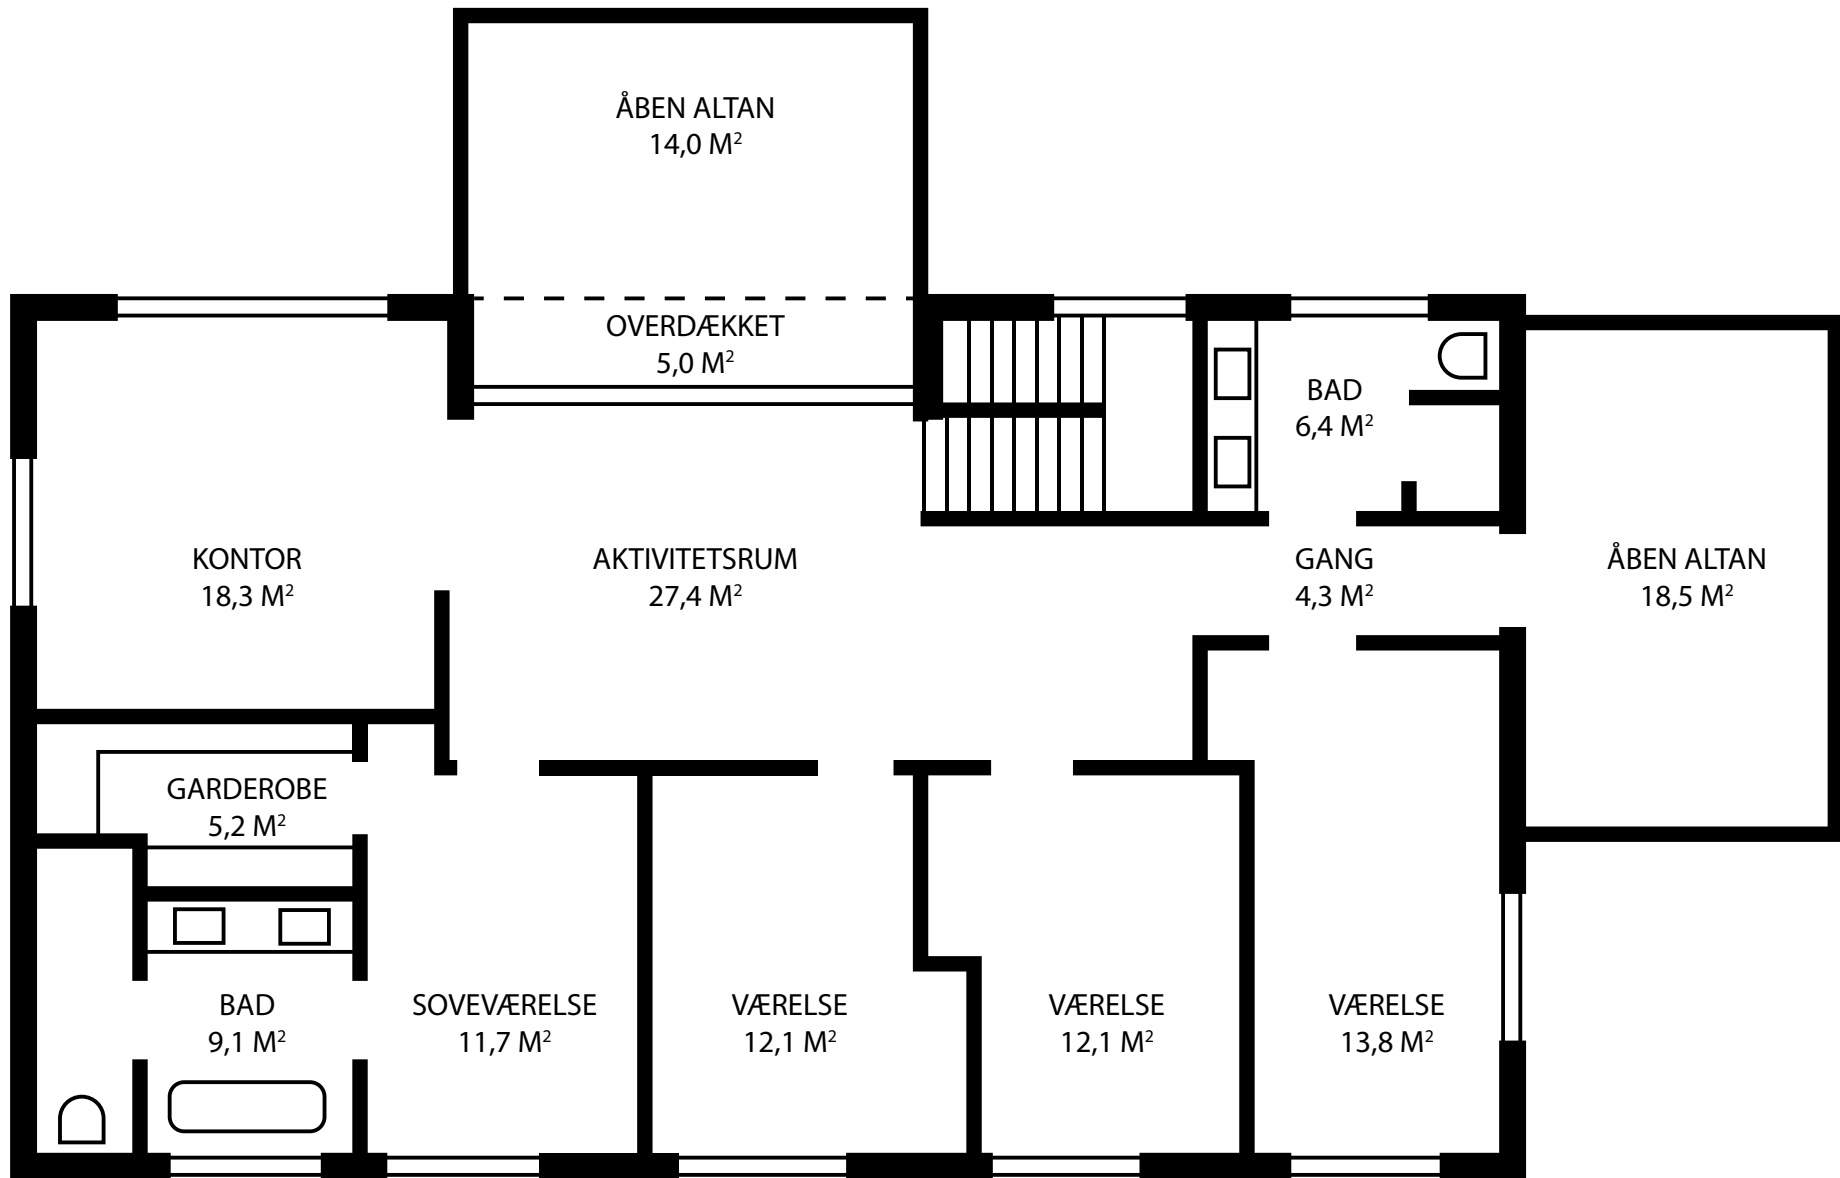 ÅBEN ALTAN
14,0 M²
OVERDÆKKET
5,0 M²
BAD
6,4 M²
KONTOR
18,3 M²
AKTIVITETSRUM
27,4 M²
GANG
4,3 M²
ÅBEN ALTAN
18,5 M²
GARDEROBE
5,2 M²
BAD
9,1 M²
SOVEVÆRELSE
11,7 M²
VÆRELSE
12,1 M²
VÆRELSE
12,1 M²
VÆRELSE
13,8 M²